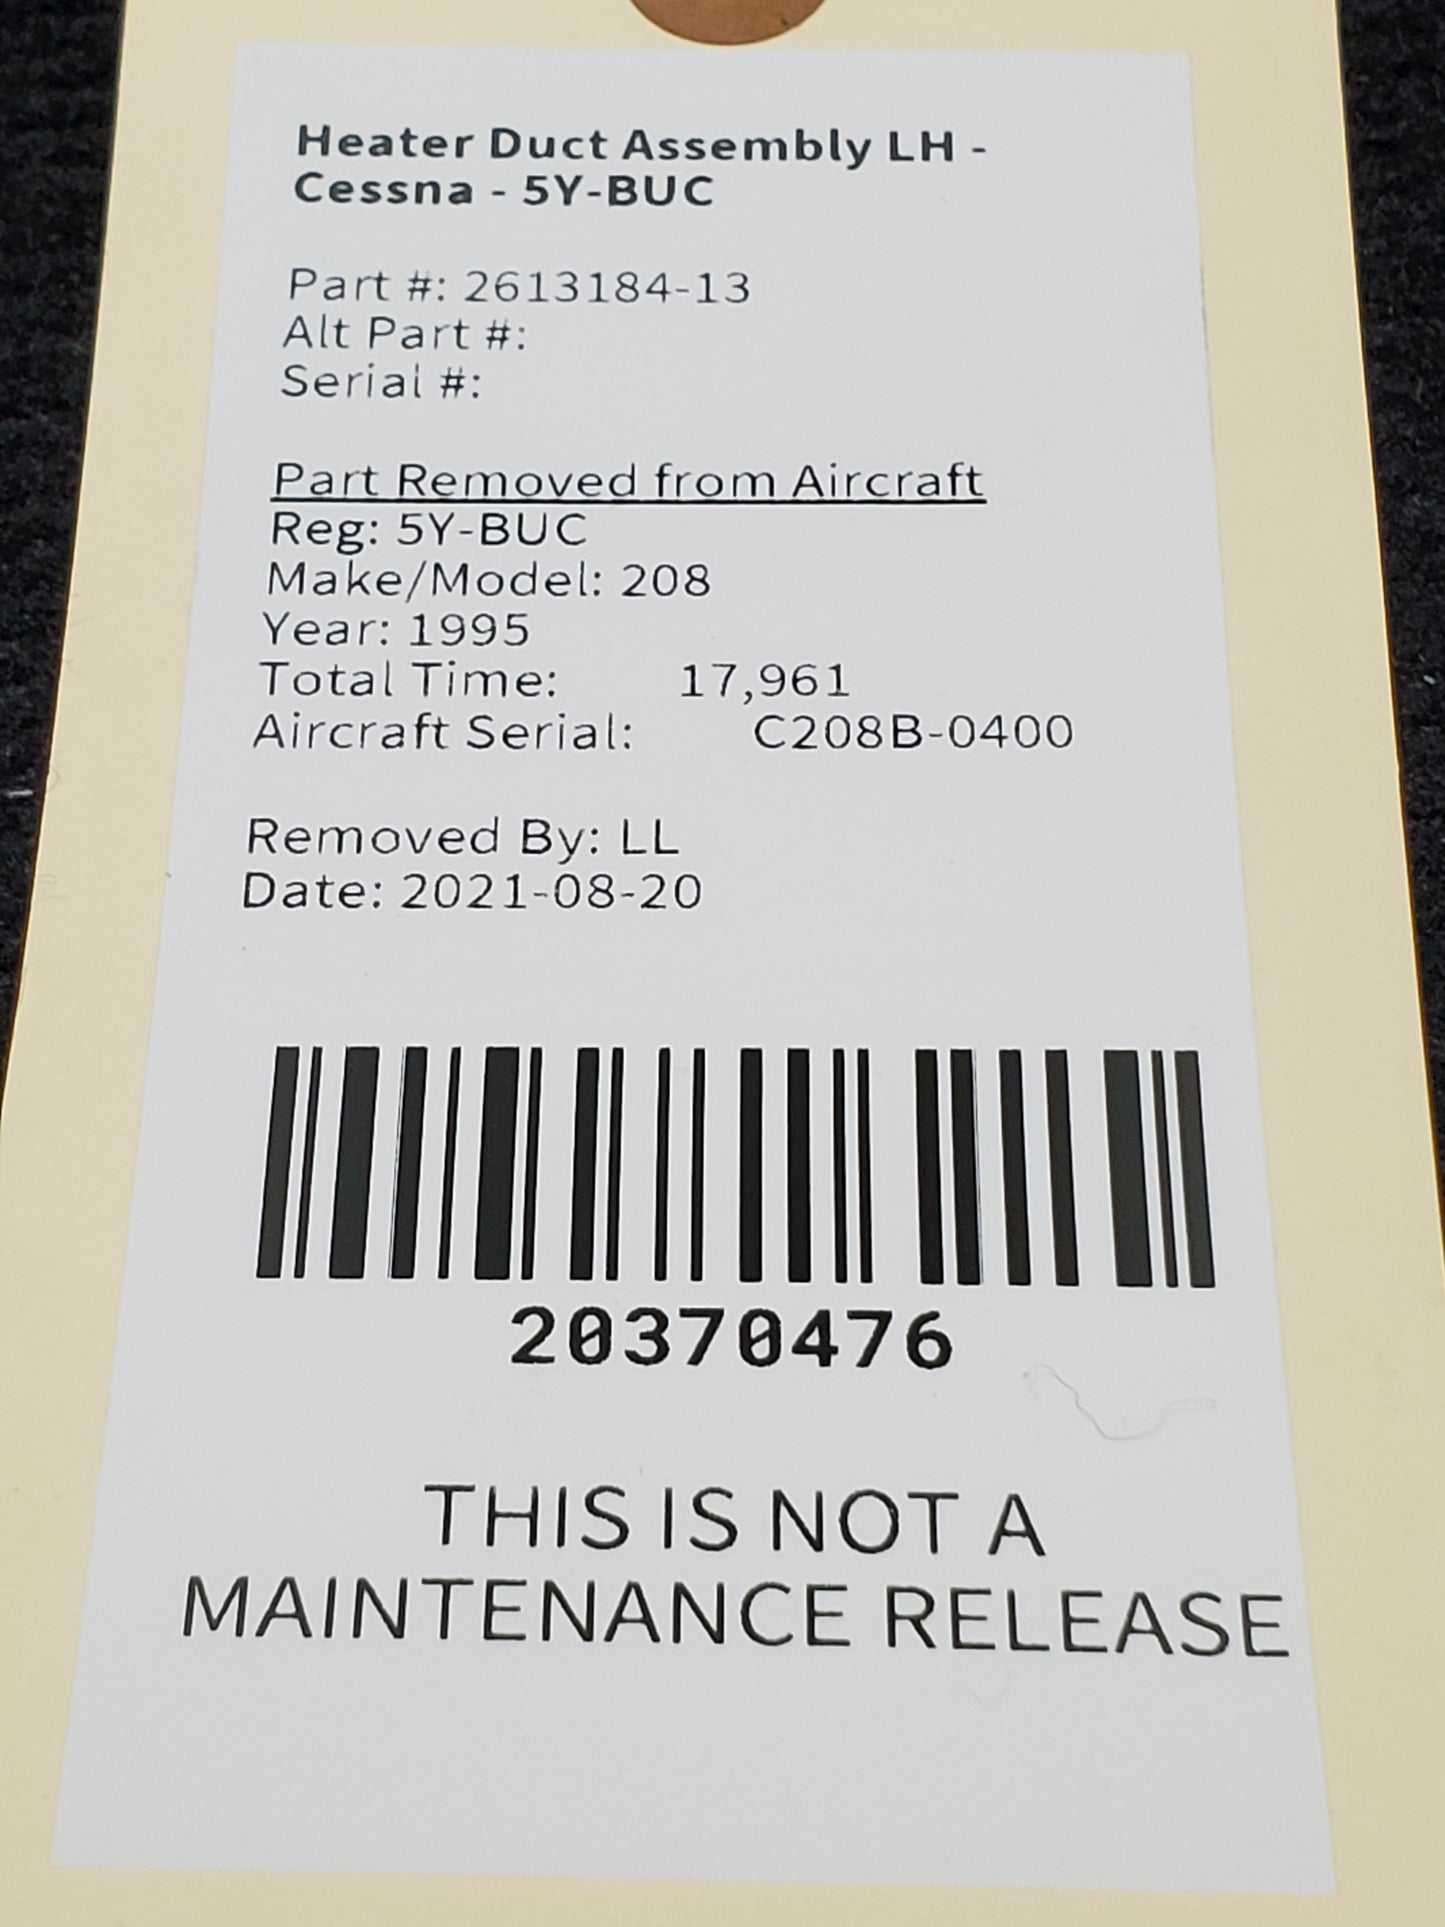 Heater Duct Assembly LH -
Cessna - 5Y-BUC
Part #: 2613184-13
Alt Part #:
Serial #:
Part Removed from Aircraft
Reg: 5Y-BUC
Make/Model: 208
Year: 1995
Total Time: 17,961
Aircraft Serial: C208B-0400
Removed By: LL
Date: 2021-08-20
20370476
THIS IS NOT A
MAINTENANCE RELEASE